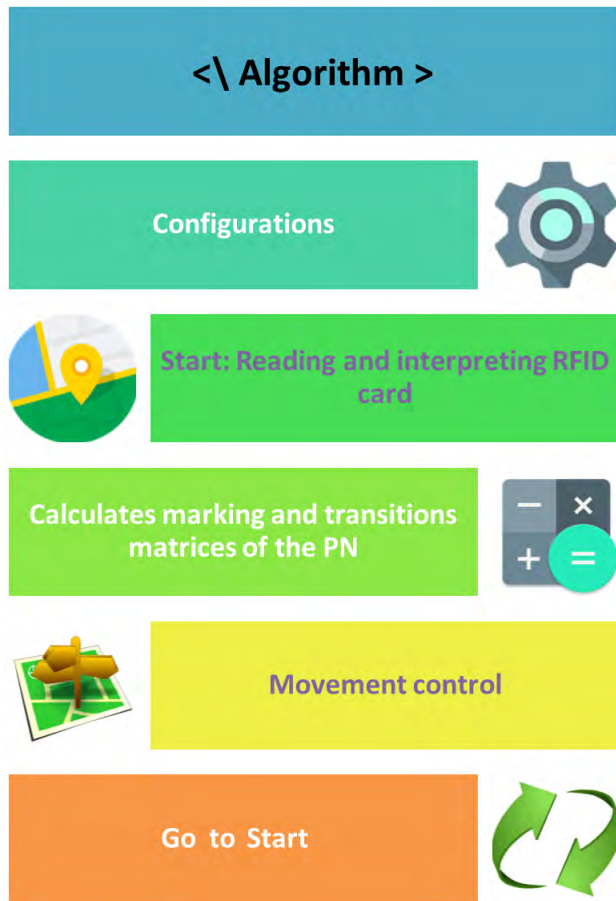 <\ Algorithm >
Configurations
Start: Reading and interpreting RFID
card
Calculates marking and transitions
matrices of the PN
Movement control
Go to Start